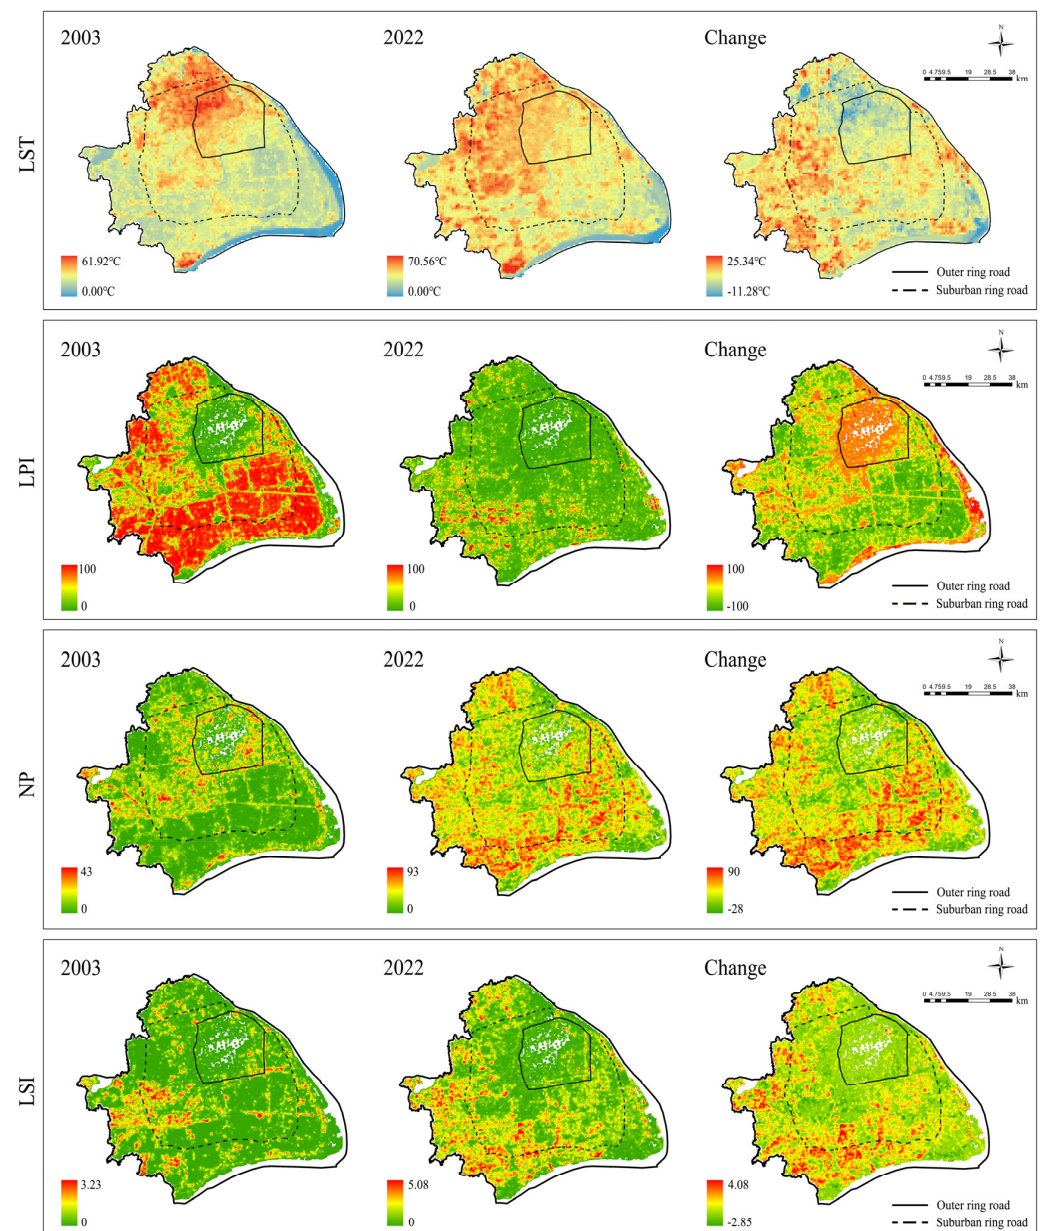 2003 2022 Change
N
0 4.759.5 19 28.5 38 km
LST
61.92℃ 70.56℃ 25.34℃
0.00℃ 0.00℃ -11.28℃
Outer ring road
Suburban ring road
2003 2022 Change
N
0 4.759.5 19 28.5 38 km
LPI
100 100 100
0 0 -100
Outer ring road
Suburban ring road
2003 2022 Change
N
0 4.759.5 19 28.5 38 km
NP
43 93 90
0 0 -28
Outer ring road
Suburban ring road
2003 2022 Change
N
0 4.759.5 19 28.5 38 km
LSI
3.23 5.08 4.08
0 0 -2.85
Outer ring road
Suburban ring road